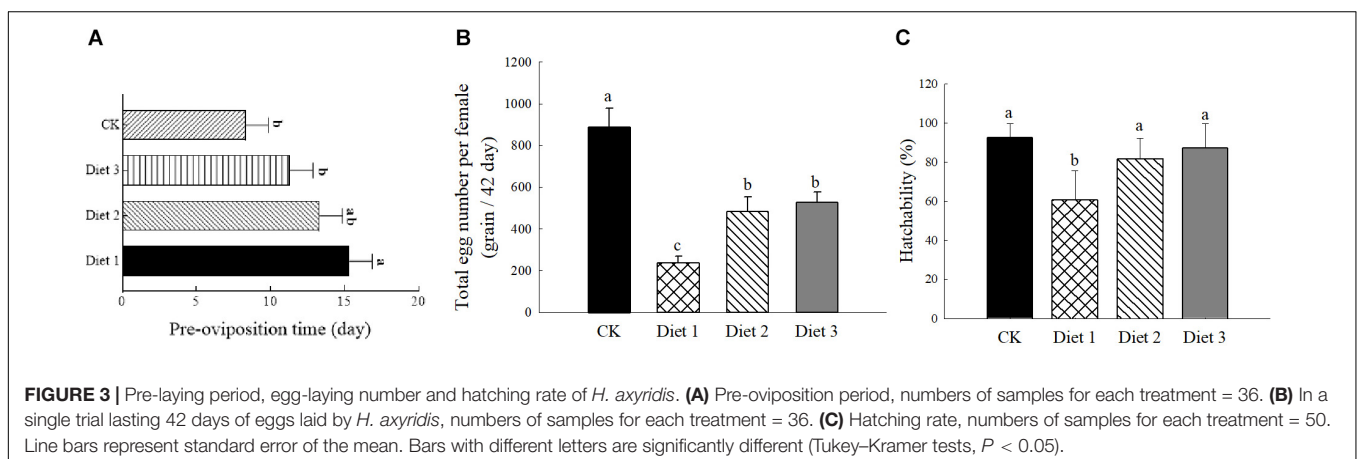 A
CK
b
Diet 3
b
Diet 2
ab
Diet 1
a
0 5 10 15 20
Pre-oviposition time (day)
B
Total egg number per female
(grain / 42 day)
1200
1000
800
600
400
200
0
a
c
b
b
CK Diet 1 Diet 2 Diet 3
C
Hatchability (%)
120
100
80
60
40
20
0
a
b
a
a
CK Diet 1 Diet 2 Diet 3
FIGURE 3 | Pre-laying period, egg-laying number and hatching rate of H. axyridis. (A) Pre-oviposition period, numbers of samples for each treatment = 36. (B) In a
single trial lasting 42 days of eggs laid by H. axyridis, numbers of samples for each treatment = 36. (C) Hatching rate, numbers of samples for each treatment = 50.
Line bars represent standard error of the mean. Bars with different letters are significantly different (Tukey–Kramer tests, P < 0.05).